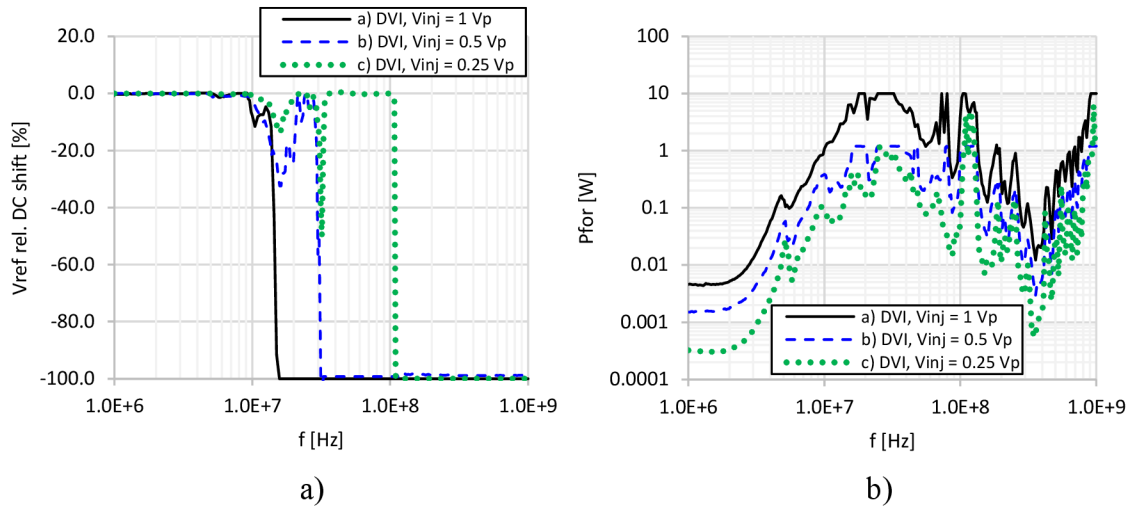 a) DVI, Vinj = 1 Vp
b) DVI, Vinj = 0.5 Vp
c) DVI, Vinj = 0.25 Vp
20.0
0.0
-20.0
-40.0
-60.0
-80.0
-100.0
Vref rel. DC shift [%]
1.0E+6
1.0E+7
1.0E+8
1.0E+9
f [Hz]
a)
100
10
1
0.1
0.01
0.001
0.0001
Pfor [W]
a) DVI, Vinj = 1 Vp
b) DVI, Vinj = 0.5 Vp
c) DVI, Vinj = 0.25 Vp
1.0E+6
1.0E+7
1.0E+8
1.0E+9
f [Hz]
b)